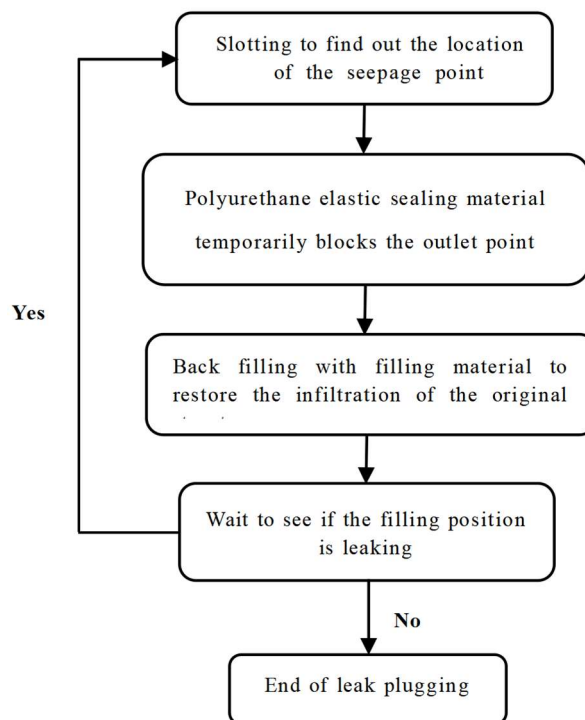 Slotting to find out the location
of the seepage point
Polyurethane elastic sealing material
temporarily blocks the outlet point
Yes
Back filling with filling material to
restore the infiltration of the original
Wait to see if the filling position
is leaking
No
End of leak plugging